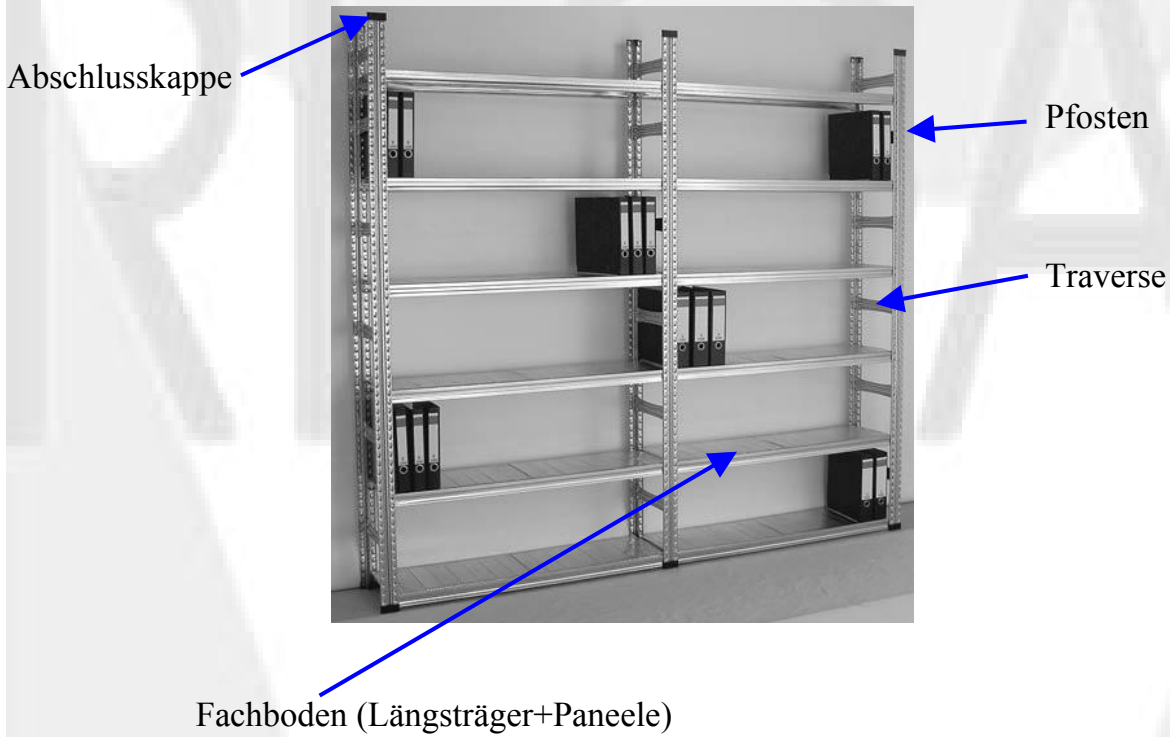 Abschlusskappe
Pfosten
Traverse
Fachboden (Längsträger+Paneele)